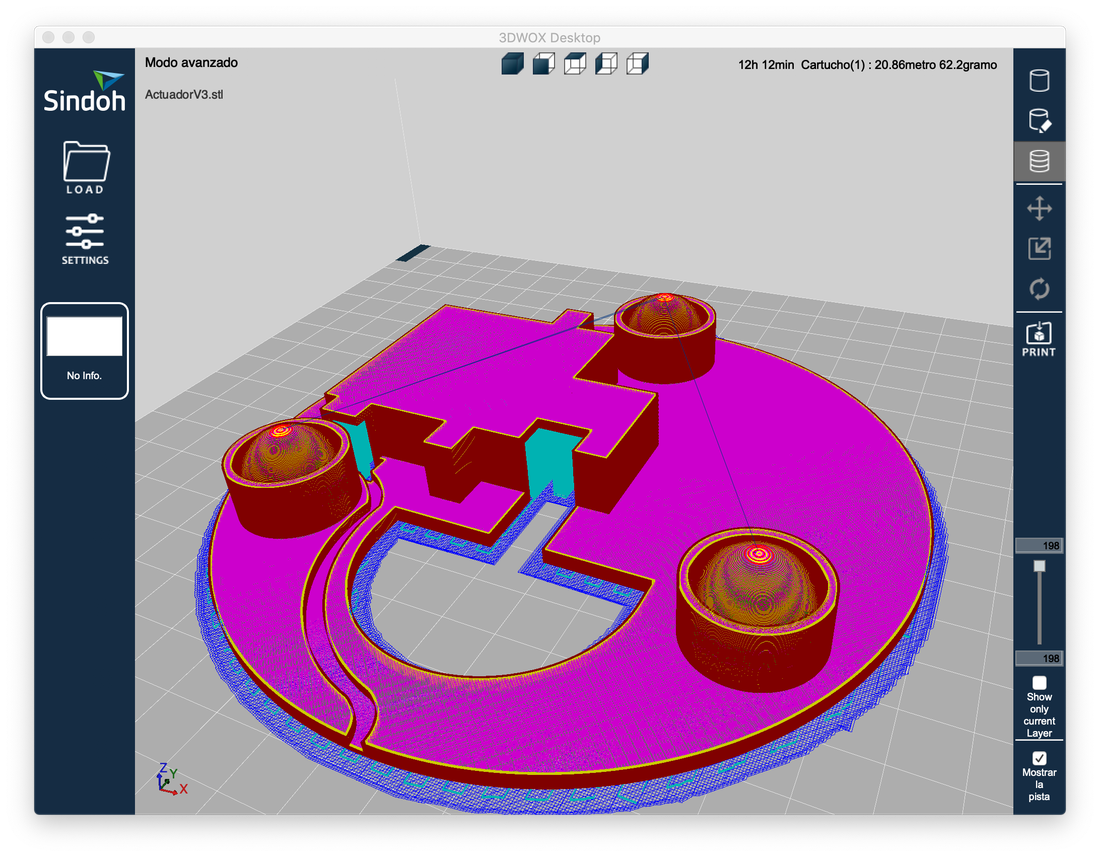 3DWOX Desktop
Sindoh
LOAD
SETTINGS
No Info.
Modo avanzado
ActuadorV3.stl
12h 12min Cartucho(1) : 20.86metro 62.2gramo
Z
Y
X
PRINT
198
198
Show
only
current
Layer
Mostrar
la
pista